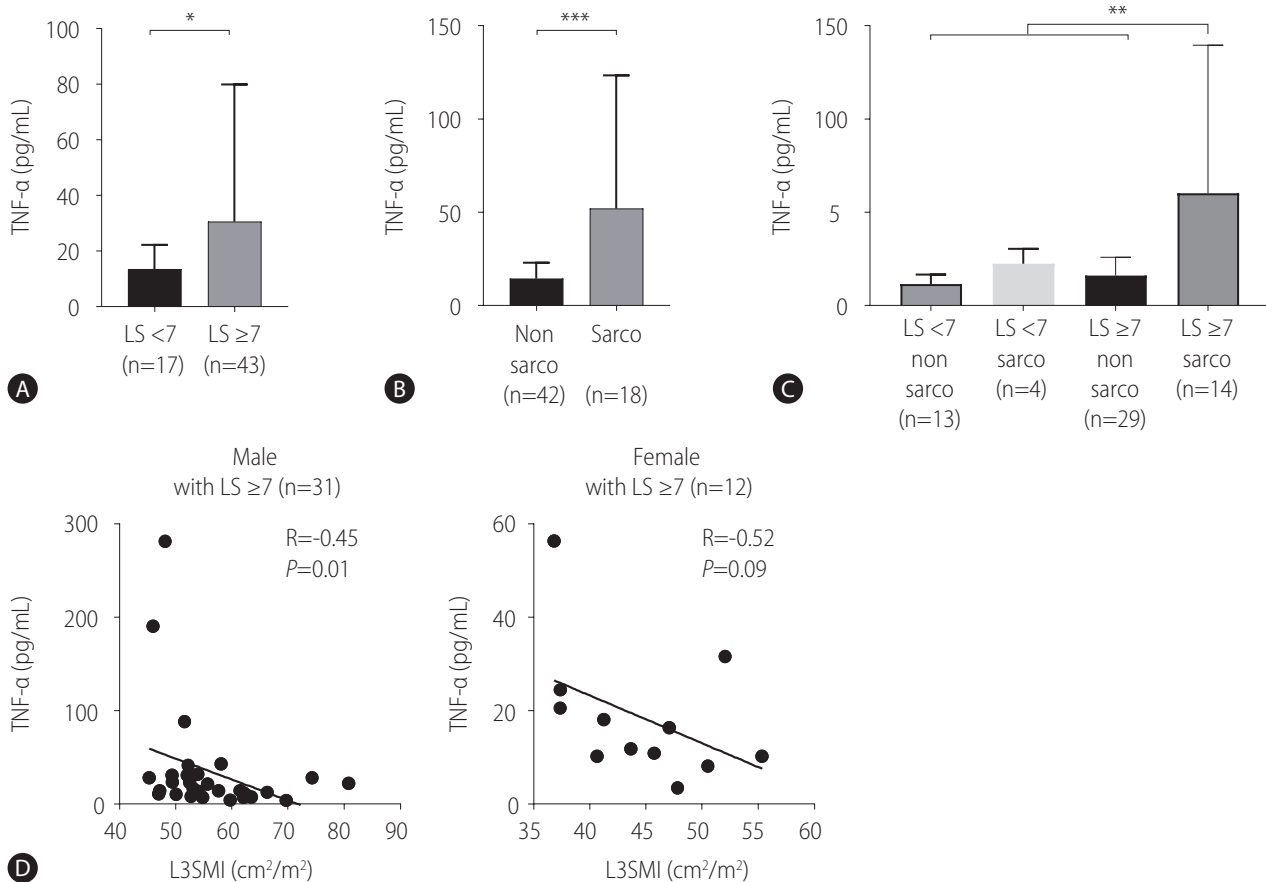 *
100
80
60
40
20
0
TNF-α (pg/mL)
LS <7
(n=17)
LS ≥7
(n=43)
A
***
150
100
50
0
TNF-α (pg/mL)
Non
sarco
(n=42)
Sarco
(n=18)
B
**
150
100
5
0
TNF-α (pg/mL)
LS <7
non
sarco
(n=13)
LS <7
sarco
(n=4)
LS ≥7
non
sarco
(n=29)
LS ≥7
sarco
(n=14)
C
Male
with LS ≥7 (n=31)
R=-0.45
P=0.01
300
200
100
0
TNF-α (pg/mL)
40 50 60 70 80 90
L3SMI (cm²/m²)
Female
with LS ≥7 (n=12)
R=-0.52
P=0.09
60
40
20
0
TNF-α (pg/mL)
35 40 45 50 55 60
L3SMI (cm²/m²)
D